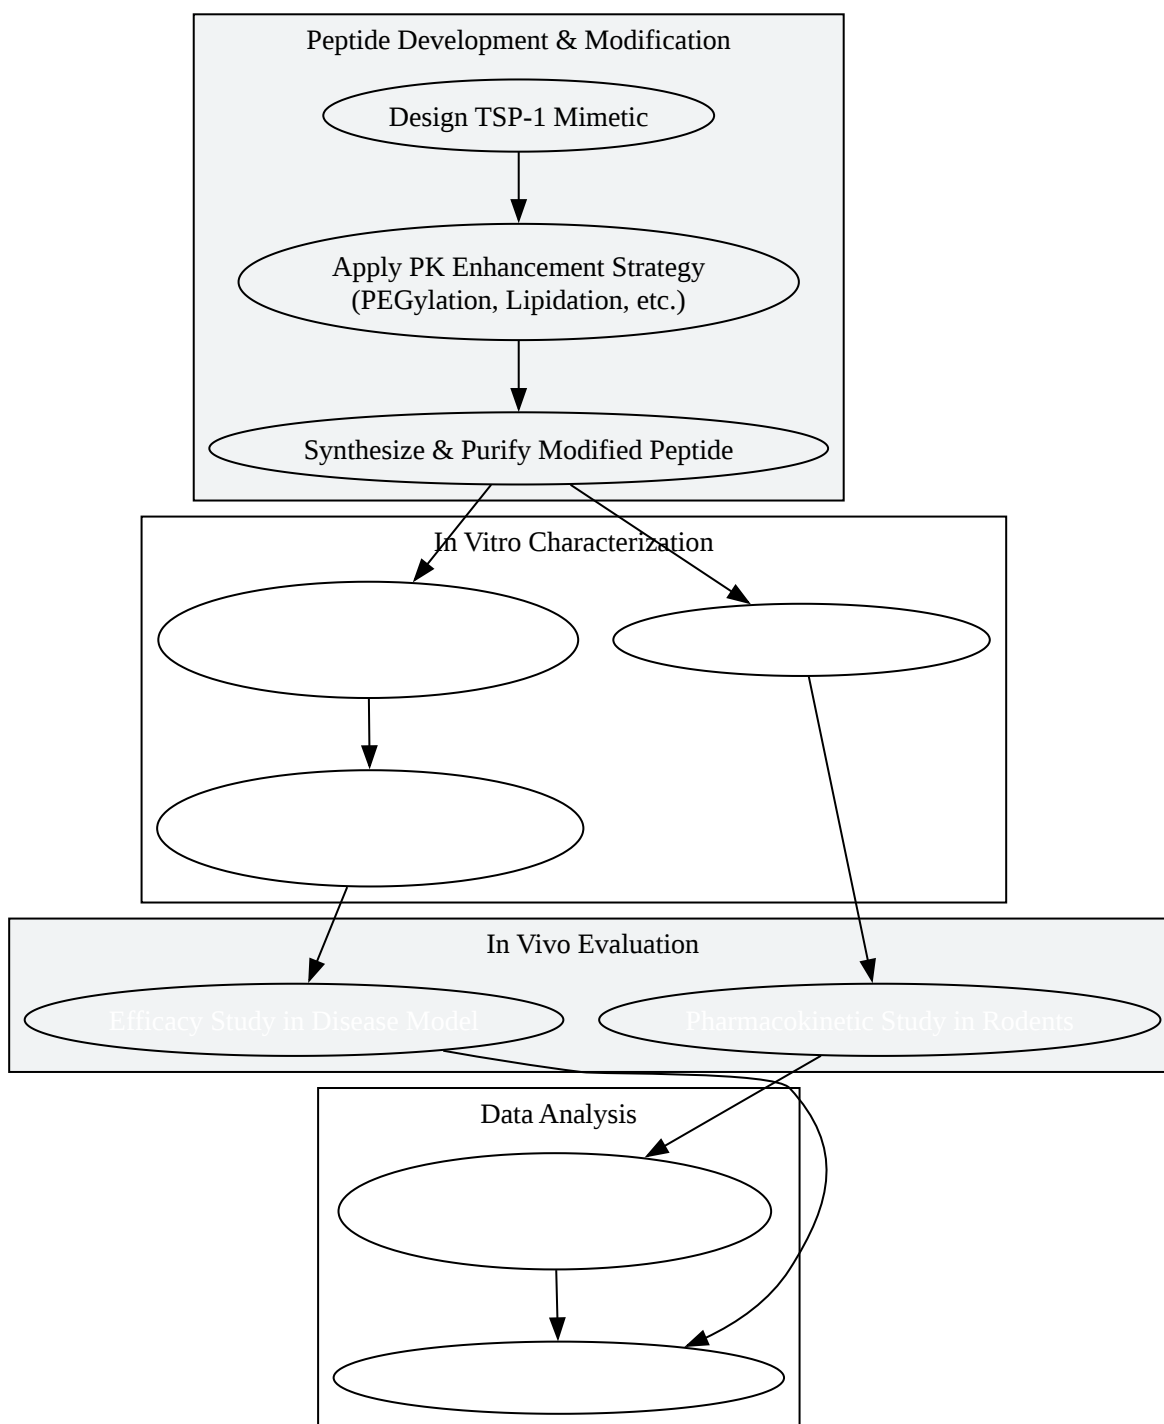 Peptide Development & Modification
Design TSP-1 Mimetic
Apply PK Enhancement Strategy
(PEGylation, Lipidation, etc.)
Synthesize & Purify Modified Peptide
In Vitro Characterization
In Vivo Evaluation
Efficacy Study in Disease Model
Pharmacokinetic Study in Rodents
Data Analysis